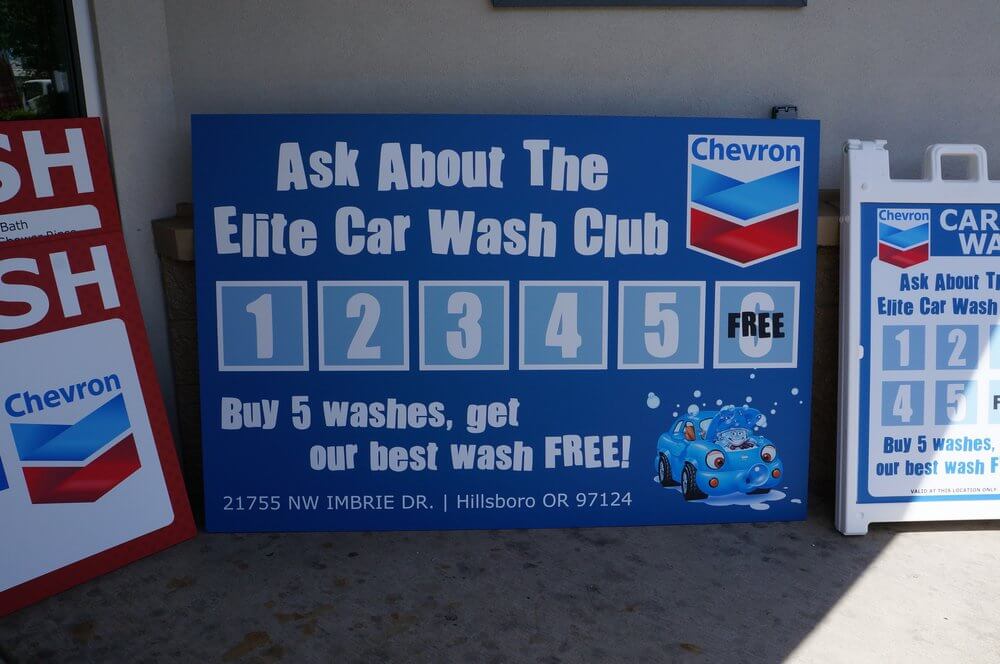 SH
Bath
SH
Chevron
Ask About The
Elite Car Wash Club
Chevron
1 2 3 4 5 6
FREE
Buy 5 washes, get
our best wash FREE!
21755 NW IMBRIE DR. | Hillsboro OR 97124
Chevron
CAR
WA
Ask About T
Elite Car Wash
1 2
4 5
F
Buy 5 washes,
our best wash F
VALID AT THIS LOCATION ONLY